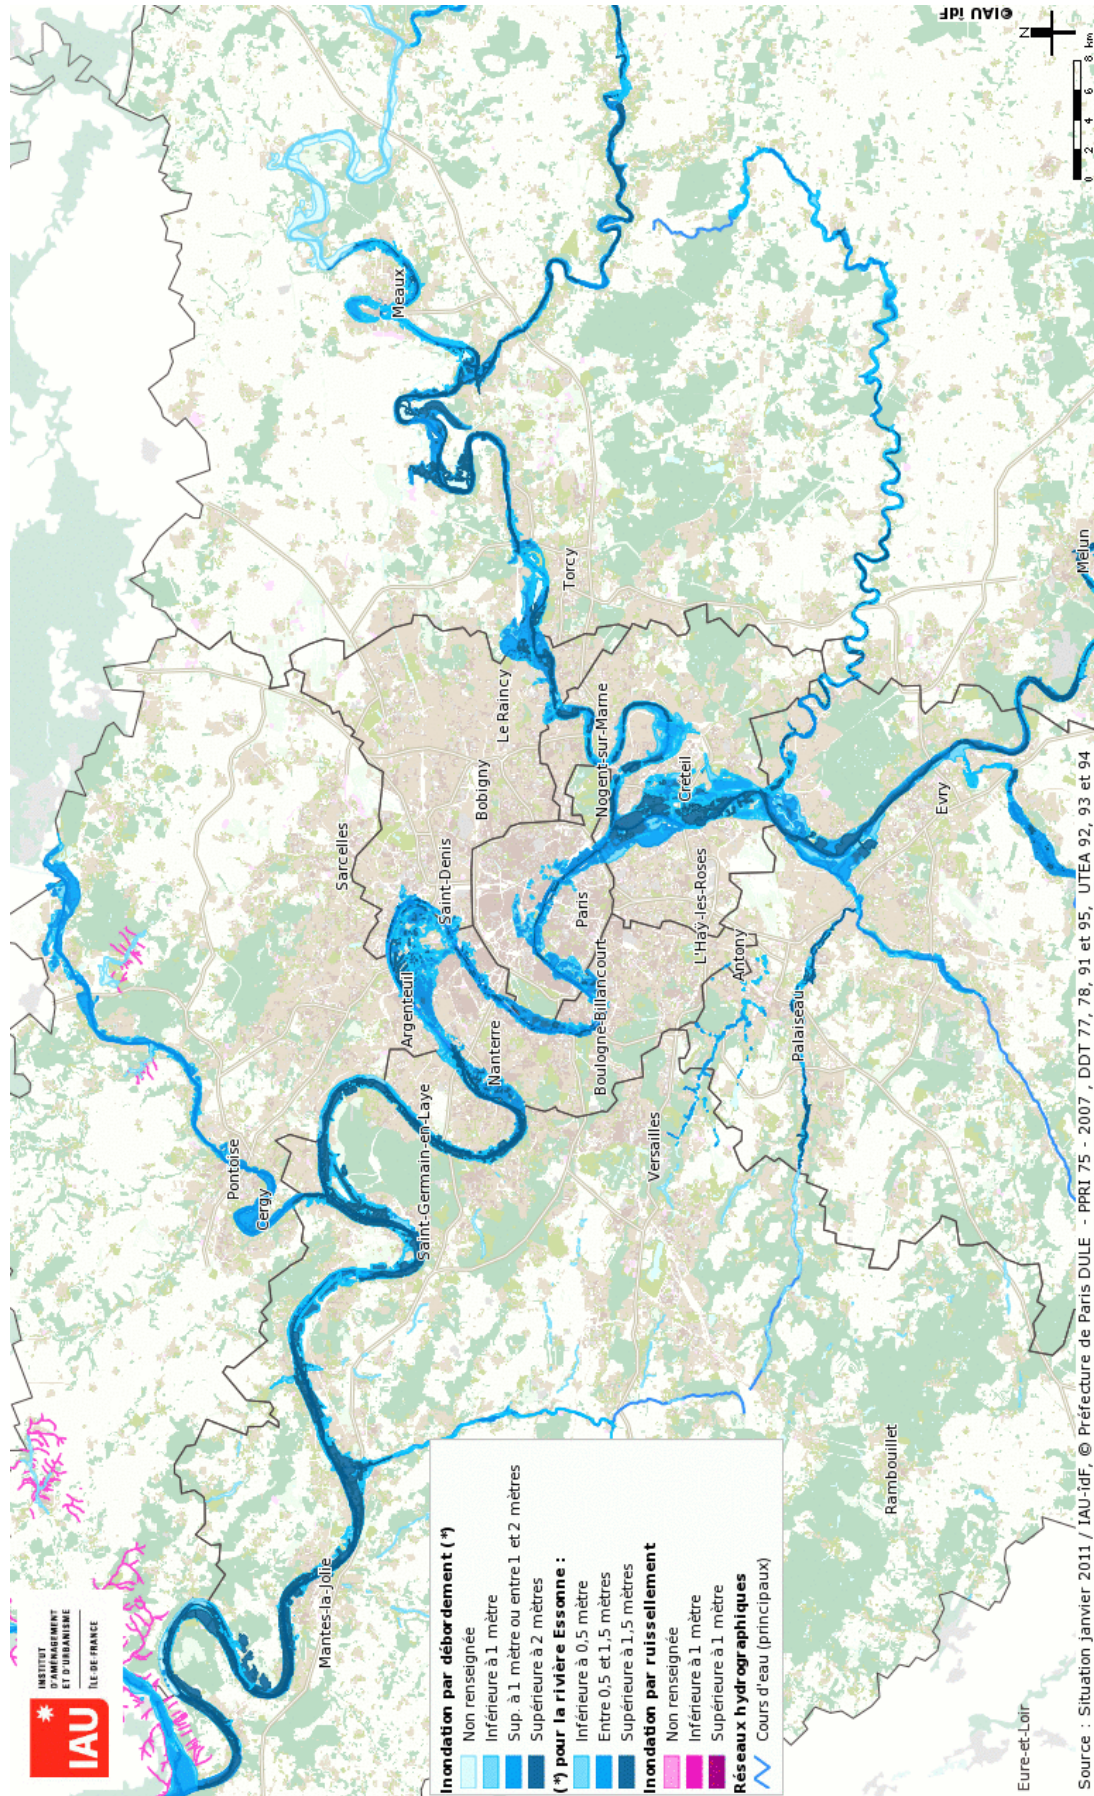 IAU
INSTITUT
D'AMÉNAGEMENT
ET D'URBANISME
ÎLE-DE-FRANCE
Mantes-la-Jolie
Cergy
Pontoise
Saint-Germain-en-Laye
Argenteuil
Nanterre
Sarcelles
Saint-Denis
Bobigny
Le Raincy
Meaux
Torcy
Paris
Boulogne-Billancourt
Nogent-sur-Marne
Créteil
L'Haÿ-les-Roses
Antony
Versailles
Palaiseau
Evry
Melun
Rambouillet
Eure-et-Loir
Inondation par débordement (*)
Non renseignée
Inférieure à 1 mètre
Sup. à 1 mètre ou entre 1 et 2 mètres
Supérieure à 2 mètres
(*) pour la rivière Essonne :
Inférieure à 0,5 mètre
Entre 0,5 et 1,5 mètres
Supérieure à 1,5 mètres
Inondation par ruissellement
Non renseignée
Inférieure à 1 mètre
Supérieure à 1 mètre
Réseaux hydrographiques
Cours d'eau (principaux)
©IAU îdF
N
0 2 4 6 8 km
Source : Situation janvier 2011 / IAU-îdF, © Préfecture de Paris DULE - PPRI 75 - 2007 , DDT 77, 78, 91 et 95, UTEA 92, 93 et 94